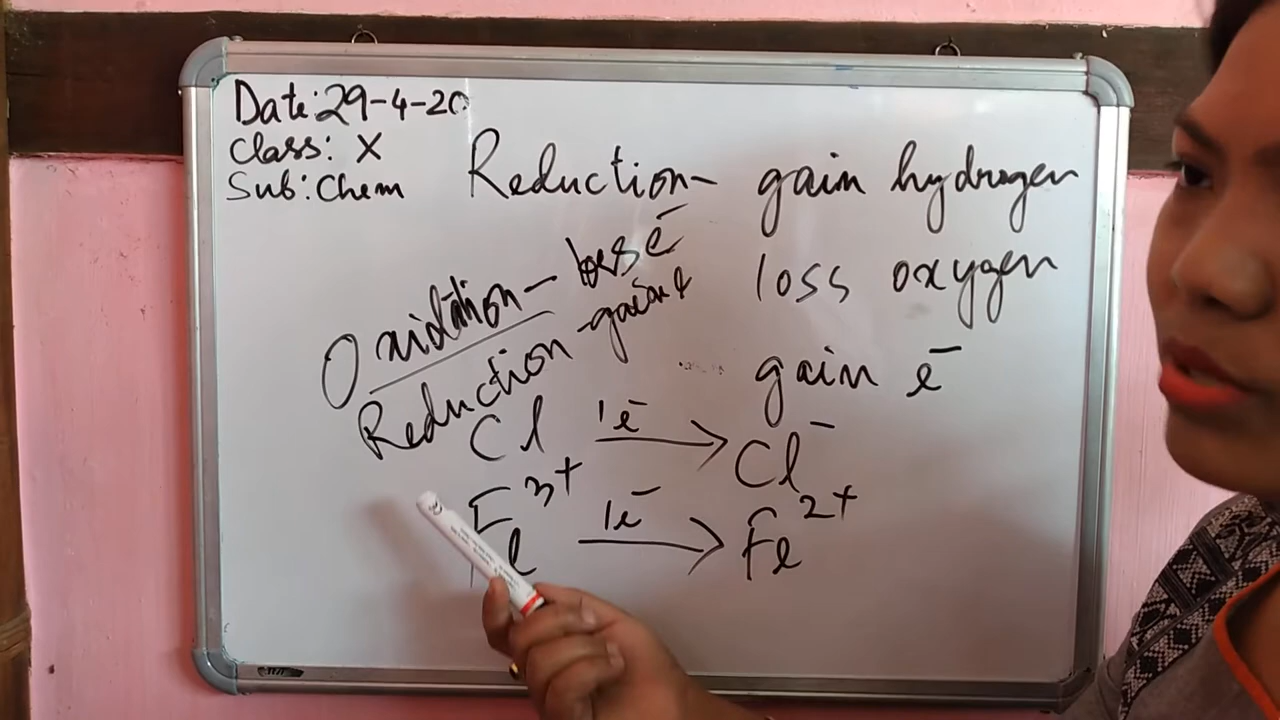 Date: 29-4-20
Class: X
Sub: Chem
Reduction- gain hydrogen
loss oxygen
gain e⁻
Oxidation- loss e⁻
Reduction - gain
Cl 1e⁻ → Cl⁻
Fe³⁺ 1e⁻ → Fe²⁺